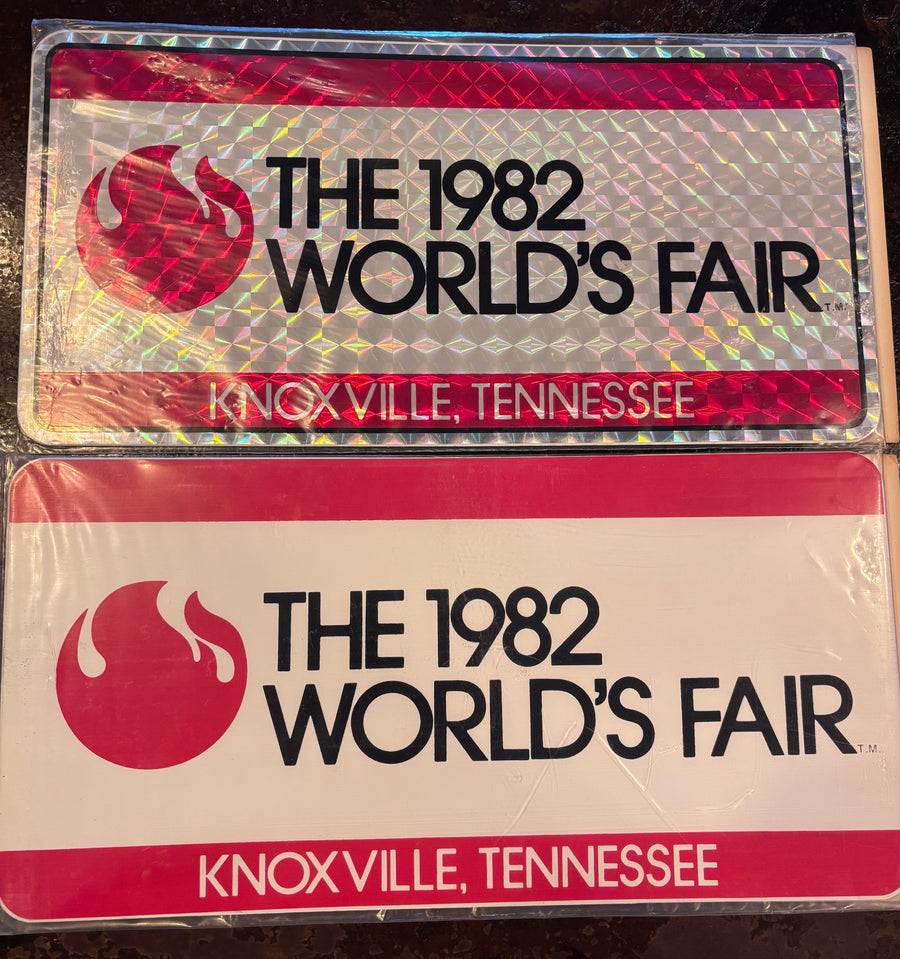 THE 1982
WORLD'S FAIR T.M.
KNOXVILLE, TENNESSEE
THE 1982
WORLD'S FAIR T.M.
KNOXVILLE, TENNESSEE